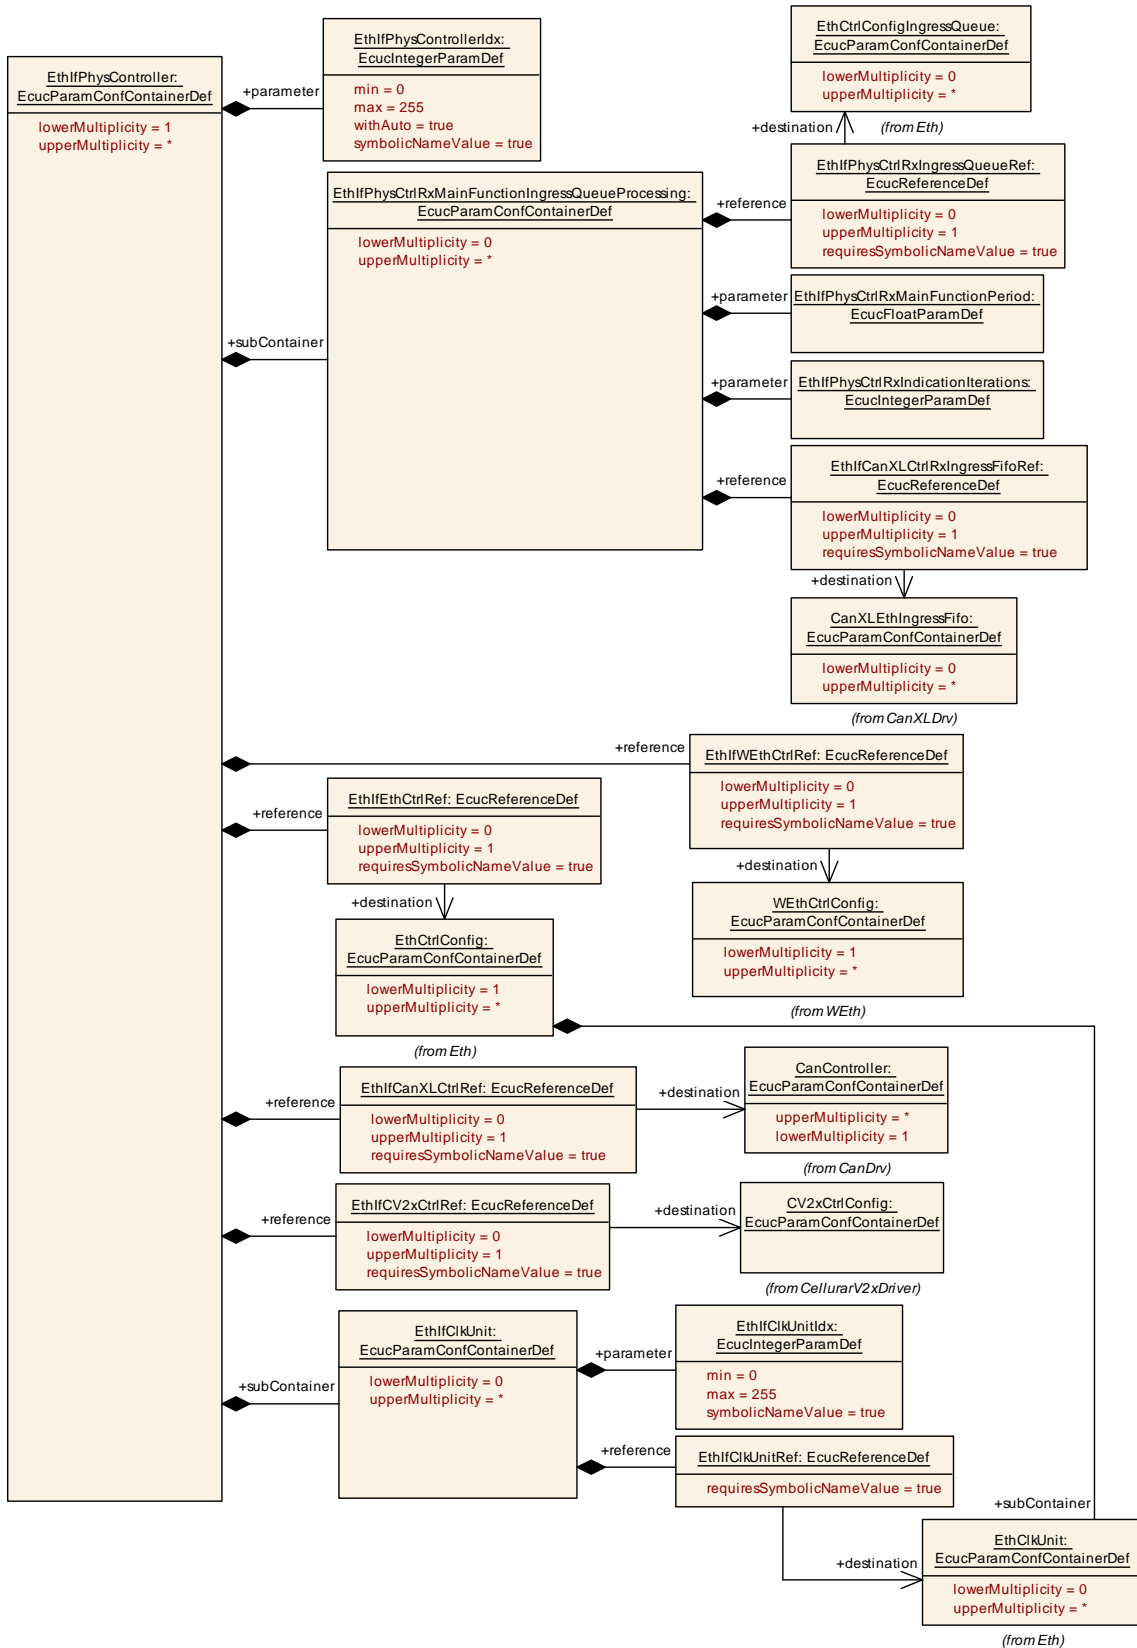 EthIfPhysController:
EcucParamConfContainerDef
lowerMultiplicity = 1
upperMultiplicity = *
+parameter
EthIfPhysControllerIdx:
EcucIntegerParamDef
min = 0
max = 255
withAuto = true
symbolicNameValue = true
EthCtrlConfigIngressQueue:
EcucParamConfContainerDef
lowerMultiplicity = 0
upperMultiplicity = *
(from Eth)
+destination
+subContainer
EthIfPhysCtrlRxMainFunctionIngressQueueProcessing:
EcucParamConfContainerDef
lowerMultiplicity = 0
upperMultiplicity = *
+reference
EthIfPhysCtrlRxIngressQueueRef:
EcucReferenceDef
lowerMultiplicity = 0
upperMultiplicity = 1
requiresSymbolicNameValue = true
+parameter
EthIfPhysCtrlRxMainFunctionPeriod:
EcucFloatParamDef
+parameter
EthIfPhysCtrlRxIndicationIterations:
EcucIntegerParamDef
+reference
EthIfCanXLCtrlRxIngressFifoRef:
EcucReferenceDef
lowerMultiplicity = 0
upperMultiplicity = 1
requiresSymbolicNameValue = true
+destination
CanXLEthIngressFifo:
EcucParamConfContainerDef
lowerMultiplicity = 0
upperMultiplicity = *
(from CanXLDrv)
+reference
EthIfWEthCtrlRef: EcucReferenceDef
lowerMultiplicity = 0
upperMultiplicity = 1
requiresSymbolicNameValue = true
+destination
WEthCtrlConfig:
EcucParamConfContainerDef
lowerMultiplicity = 1
upperMultiplicity = *
(from WEth)
+reference
EthIfEthCtrlRef: EcucReferenceDef
lowerMultiplicity = 0
upperMultiplicity = 1
requiresSymbolicNameValue = true
+destination
EthCtrlConfig:
EcucParamConfContainerDef
lowerMultiplicity = 1
upperMultiplicity = *
(from Eth)
+reference
EthIfCanXLCtrlRef: EcucReferenceDef
lowerMultiplicity = 0
upperMultiplicity = 1
requiresSymbolicNameValue = true
+destination
CanController:
EcucParamConfContainerDef
upperMultiplicity = *
lowerMultiplicity = 1
(from CanDrv)
+reference
EthIfCV2xCtrlRef: EcucReferenceDef
lowerMultiplicity = 0
upperMultiplicity = 1
requiresSymbolicNameValue = true
+destination
CV2xCtrlConfig:
EcucParamConfContainerDef
(from CellurarV2xDriver)
+subContainer
EthIfClkUnit:
EcucParamConfContainerDef
lowerMultiplicity = 0
upperMultiplicity = *
+parameter
EthIfClkUnitIdx:
EcucIntegerParamDef
min = 0
max = 255
symbolicNameValue = true
+reference
EthIfClkUnitRef: EcucReferenceDef
requiresSymbolicNameValue = true
+subContainer
+destination
EthClkUnit:
EcucParamConfContainerDef
lowerMultiplicity = 0
upperMultiplicity = *
(from Eth)